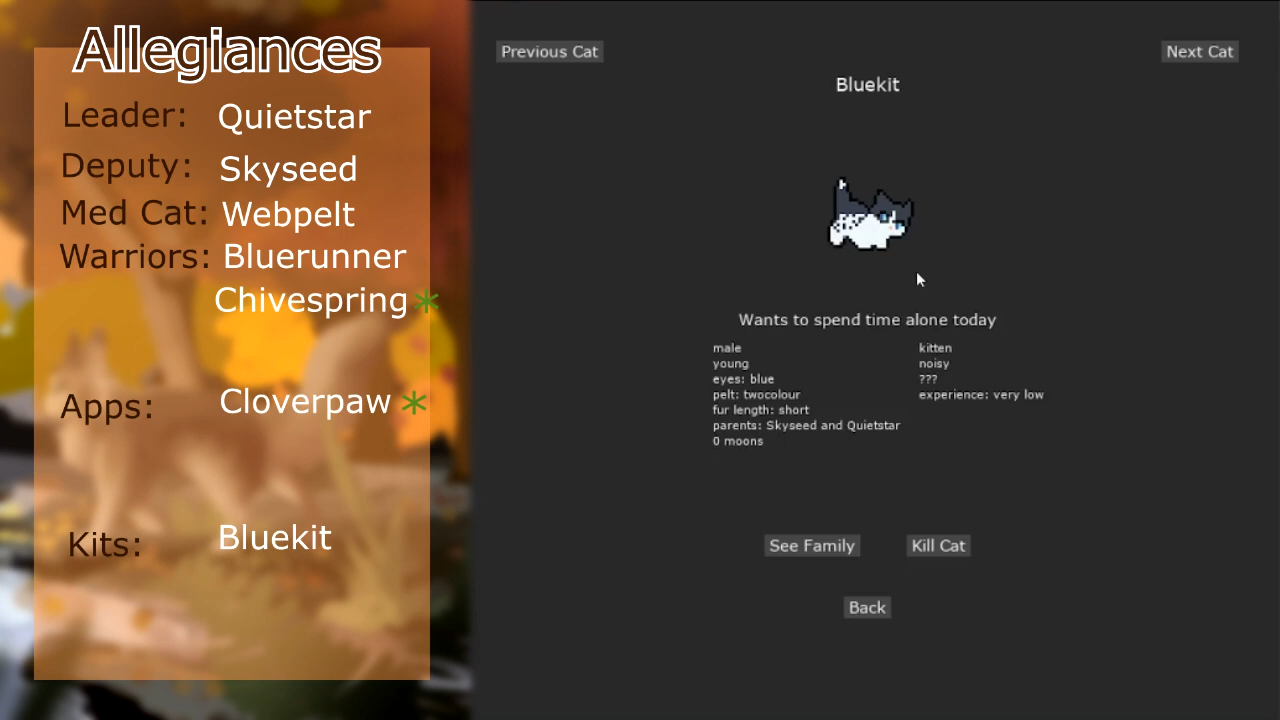 Allegiances
Leader: Quietstar
Deputy: Skyseed
Med Cat: Webpelt
Warriors: Bluerunner
Chivespring*
Apps: Cloverpaw *
Kits: Bluekit
Previous Cat
Next Cat
Bluekit
Wants to spend time alone today
male
young
eyes: blue
pelt: twocolour
fur length: short
parents: Skyseed and Quietstar
0 moons
kitten
noisy
???
experience: very low
See Family
Kill Cat
Back